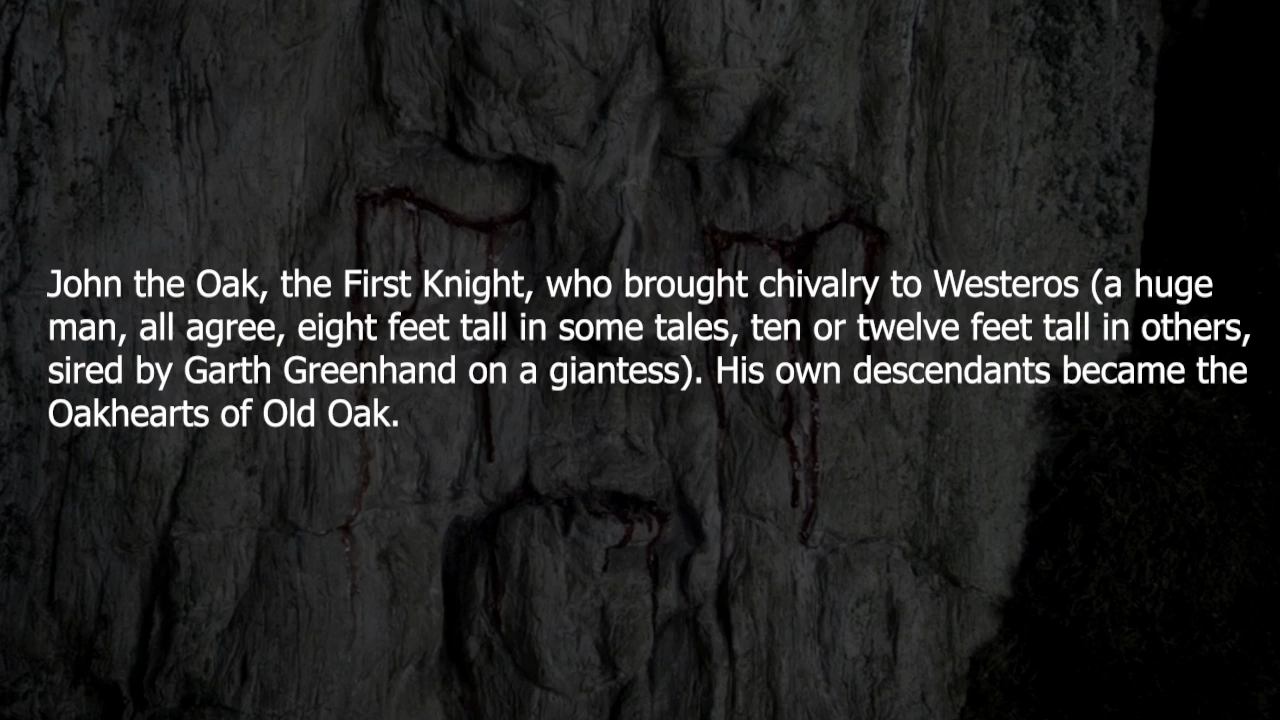 John the Oak, the First Knight, who brought chivalry to Westeros (a huge
man, all agree, eight feet tall in some tales, ten or twelve feet tall in others,
sired by Garth Greenhand on a giantess). His own descendants became the
Oakhearts of Old Oak.